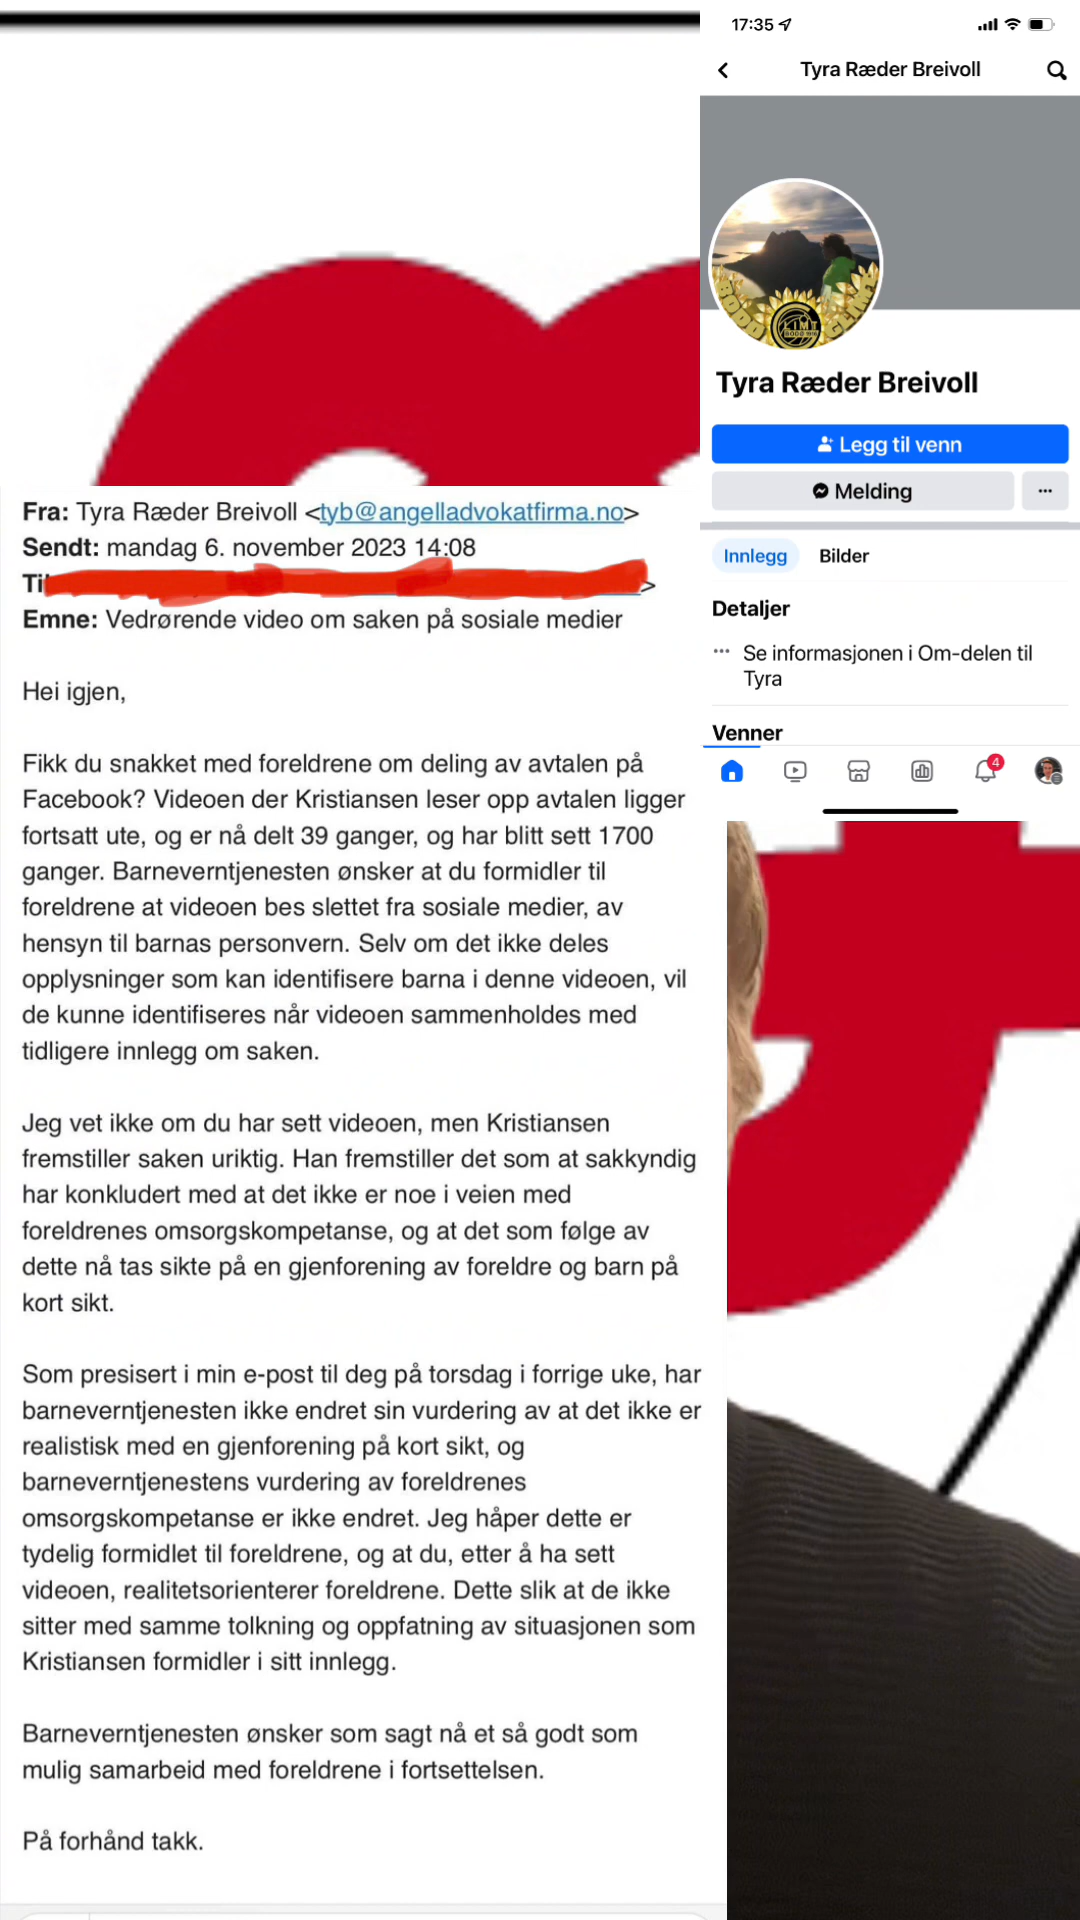 17:35
Tyra Ræder Breivoll
BODØ
GLIMT
GLIMT
BODØ 1916
Tyra Ræder Breivoll
Legg til venn
Melding
Innlegg Bilder
Detaljer
Se informasjonen i Om-delen til
Tyra
Venner
4
Fra: Tyra Ræder Breivoll <tyb@angelladvokatfirma.no>
Sendt: mandag 6. november 2023 14:08
Ti >
Emne: Vedrørende video om saken på sosiale medier
Hei igjen,
Fikk du snakket med foreldrene om deling av avtalen på
Facebook? Videoen der Kristiansen leser opp avtalen ligger
fortsatt ute, og er nå delt 39 ganger, og har blitt sett 1700
ganger. Barneverntjenesten ønsker at du formidler til
foreldrene at videoen bes slettet fra sosiale medier, av
hensyn til barnas personvern. Selv om det ikke deles
opplysninger som kan identifisere barna i denne videoen, vil
de kunne identifiseres når videoen sammenholdes med
tidligere innlegg om saken.
Jeg vet ikke om du har sett videoen, men Kristiansen
fremstiller saken uriktig. Han fremstiller det som at sakkyndig
har konkludert med at det ikke er noe i veien med
foreldrenes omsorgskompetanse, og at det som følge av
dette nå tas sikte på en gjenforening av foreldre og barn på
kort sikt.
Som presisert i min e-post til deg på torsdag i forrige uke, har
barneverntjenesten ikke endret sin vurdering av at det ikke er
realistisk med en gjenforening på kort sikt, og
barneverntjenestens vurdering av foreldrenes
omsorgskompetanse er ikke endret. Jeg håper dette er
tydelig formidlet til foreldrene, og at du, etter å ha sett
videoen, realitetsorienterer foreldrene. Dette slik at de ikke
sitter med samme tolkning og oppfatning av situasjonen som
Kristiansen formidler i sitt innlegg.
Barneverntjenesten ønsker som sagt nå et så godt som
mulig samarbeid med foreldrene i fortsettelsen.
På forhånd takk.